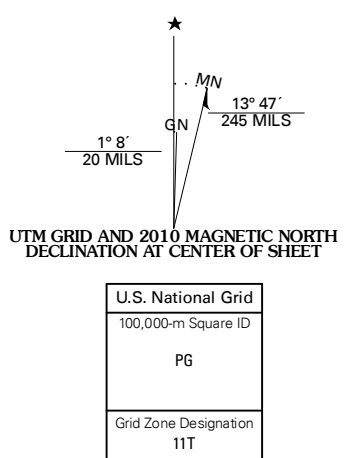 ★
MN
13° 47´
245 MILS
GN
1° 8´
20 MILS
UTM GRID AND 2010 MAGNETIC NORTH
DECLINATION AT CENTER OF SHEET
U.S. National Grid
100,000-m Square ID
PG
Grid Zone Designation
11T